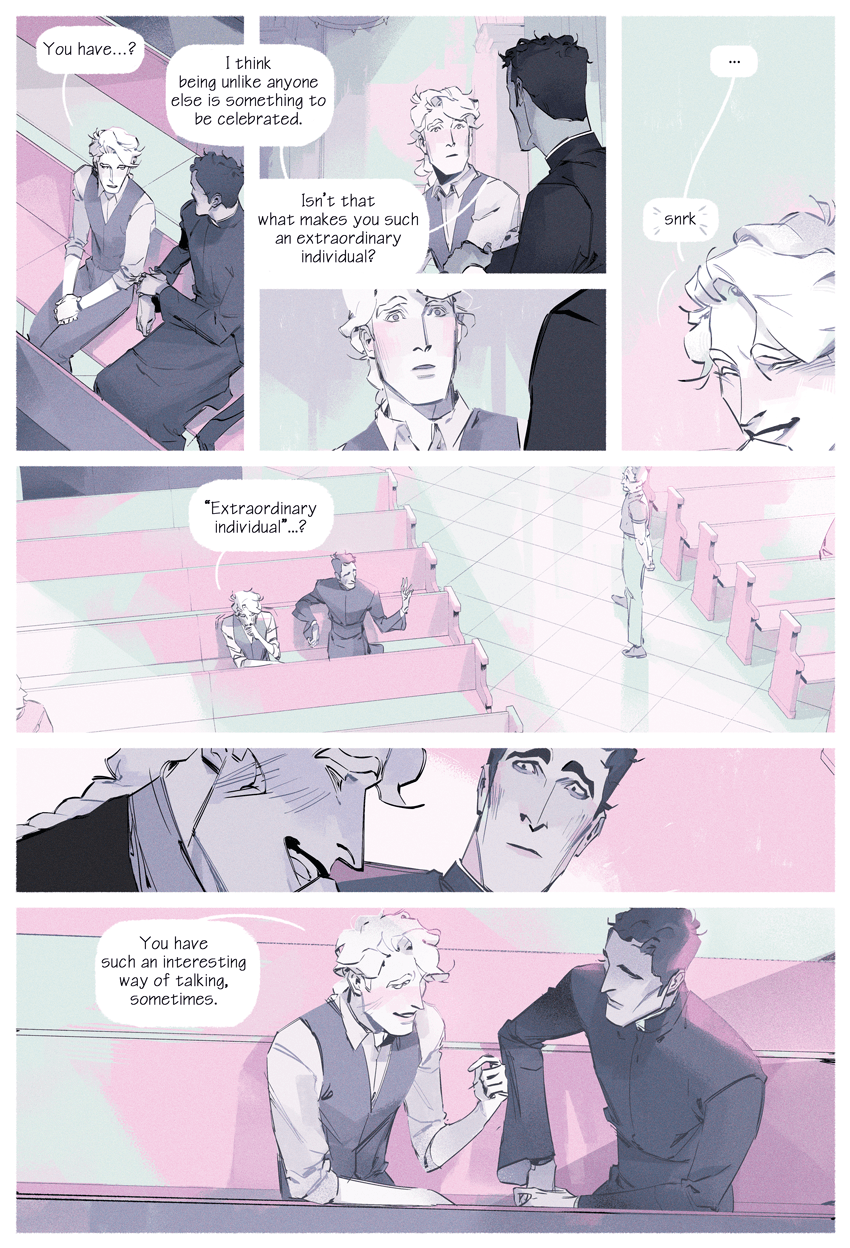 You have...?
I think
being unlike anyone
else is something to
be celebrated.
Isn't that
what makes you such
an extraordinary
individual?
...
snrk
"Extraordinary
individual"...?
You have
such an interesting
way of talking,
sometimes.